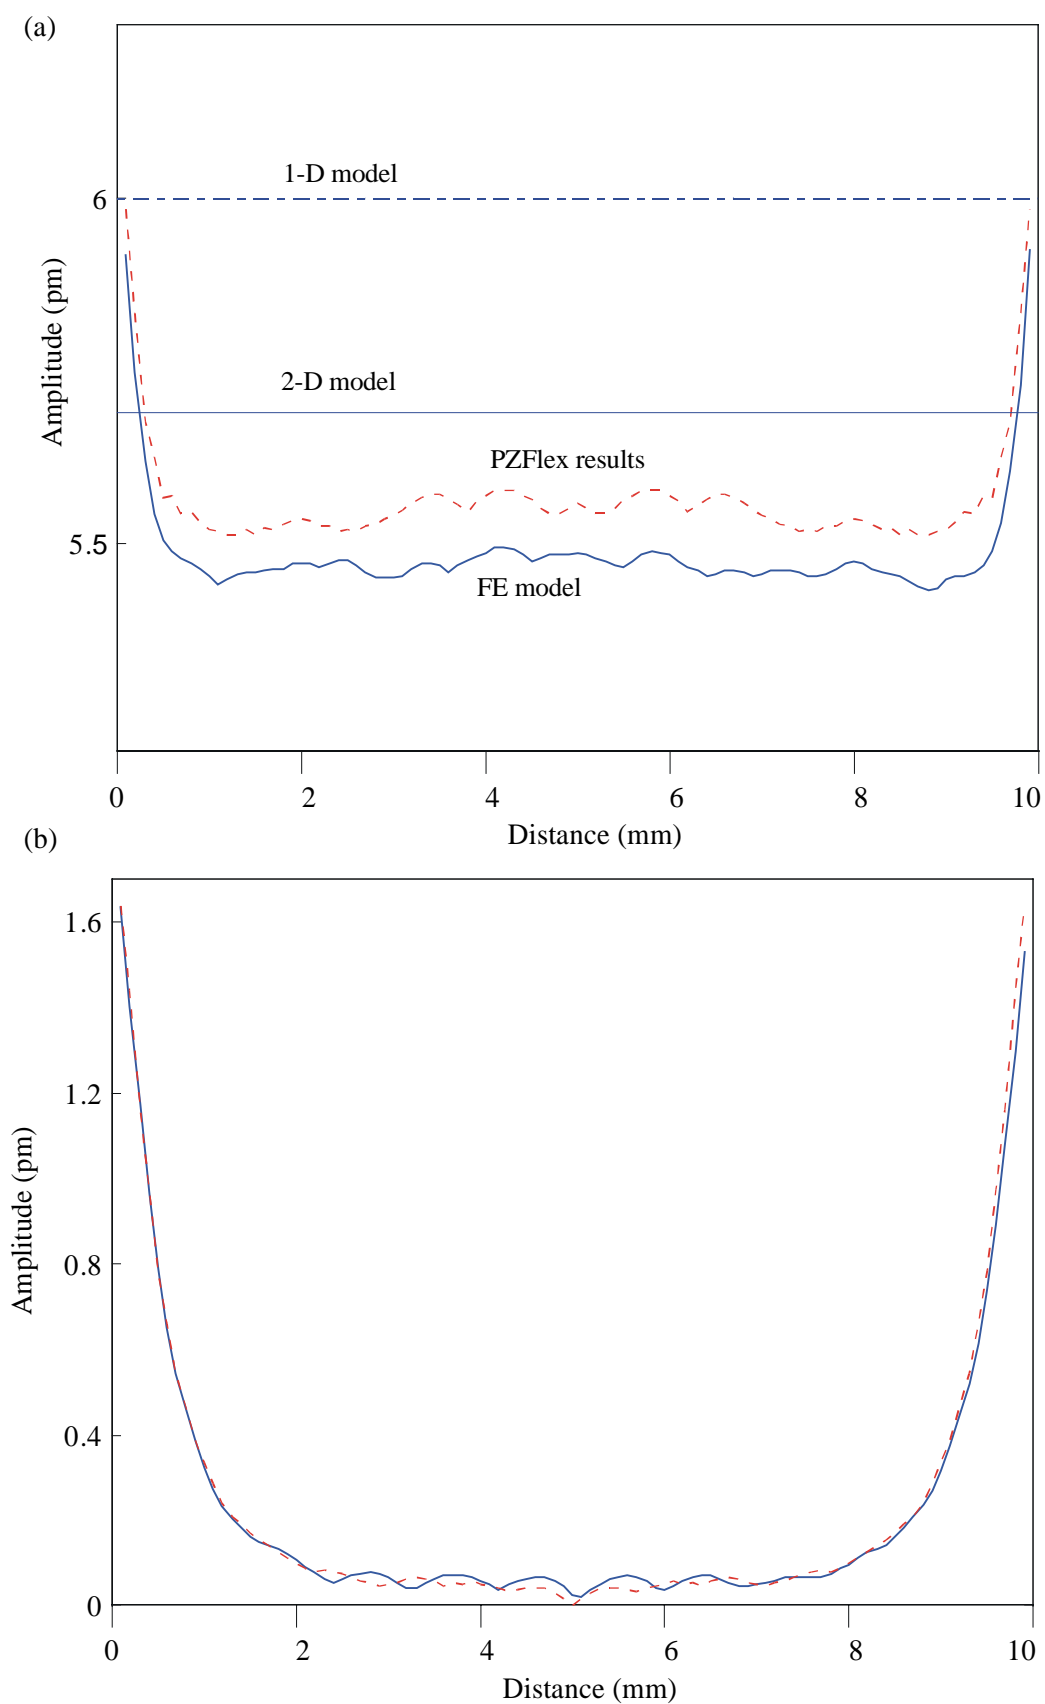 (a)
1-D model
6
Amplitude (pm)
2-D model
PZFlex results
5.5
FE model
0 2 4 6 8 10
Distance (mm)
(b)
1.6
1.2
Amplitude (pm)
0.8
0.4
0
0 2 4 6 8 10
Distance (mm)